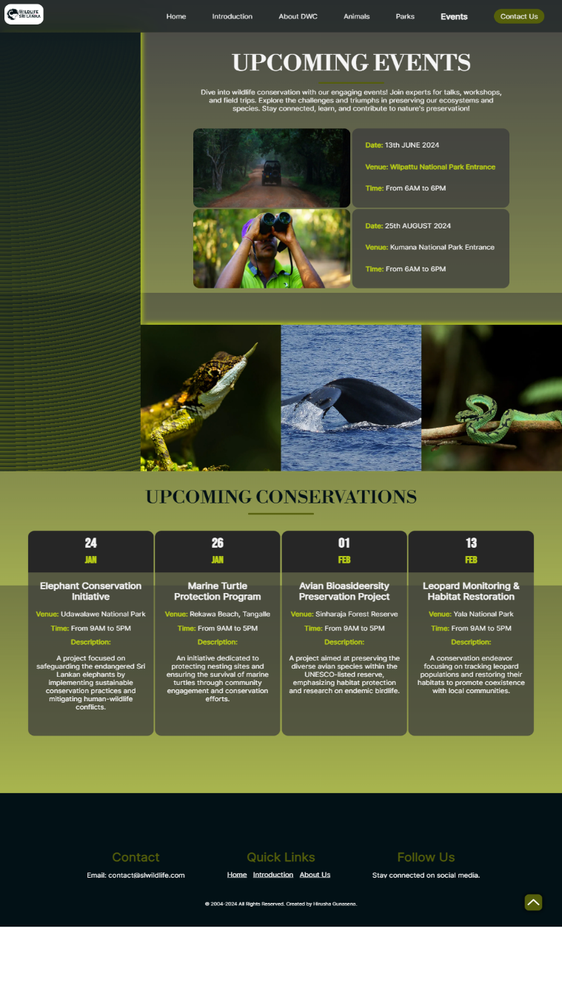 WILDLIFE
SRI LANKA
Home Introduction About DWC Animals Parks Events Contact Us
UPCOMING EVENTS
Dive into wildlife conservation with our engaging events! Join experts for talks, workshops,
and field trips. Explore the challenges and triumphs in preserving our ecosystems and
species. Stay connected, learn, and contribute to nature's preservation!
Date: 13th JUNE 2024
Venue: Wilpattu National Park Entrance
Time: From 6AM to 6PM
Date: 25th AUGUST 2024
Venue: Kumana National Park Entrance
Time: From 6AM to 6PM
UPCOMING CONSERVATIONS
24
JAN
Elephant Conservation
Initiative
Venue: Udawalawe National Park
Time: From 9AM to 5PM
Description:
A project focused on
safeguarding the endangered Sri
Lankan elephants by
implementing sustainable
conservation practices and
mitigating human-wildlife
conflicts.
26
JAN
Marine Turtle
Protection Program
Venue: Rekawa Beach, Tangalle
Time: From 9AM to 5PM
Description:
An initiative dedicated to
protecting nesting sites and
ensuring the survival of marine
turtles through community
engagement and conservation
efforts.
01
FEB
Avian Bioasideersity
Preservation Project
Venue: Sinharaja Forest Reserve
Time: From 9AM to 5PM
Description:
A project aimed at preserving the
diverse avian species within the
UNESCO-listed reserve,
emphasizing habitat protection
and research on endemic birdlife.
13
FEB
Leopard Monitoring &
Habitat Restoration
Venue: Yala National Park
Time: From 9AM to 5PM
Description:
A conservation endeavor
focusing on tracking leopard
populations and restoring their
habitats to promote coexistence
with local communities.
Contact
Email: contact@slwildlife.com
Quick Links
Home Introduction About Us
Follow Us
Stay connected on social media.
© 2004-2024 All Rights Reserved. Created by Hirusha Gunasena.